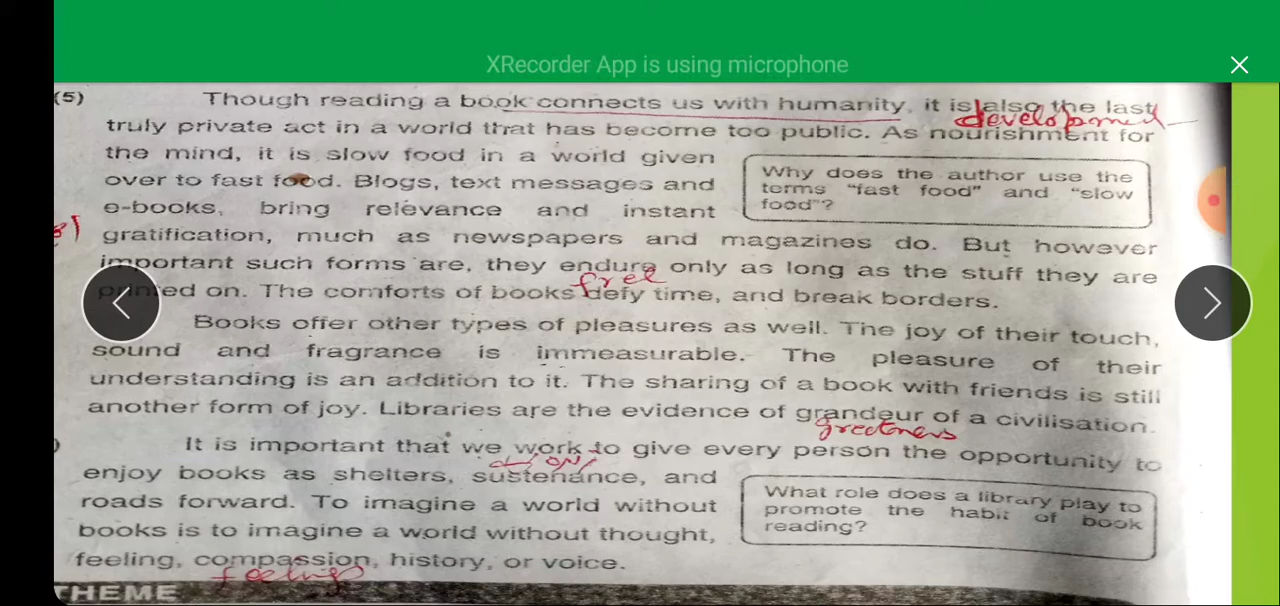 XRecorder App is using microphone
(5) Though reading a book connects us with humanity, it is also the last
truly private act in a world that has become too public. As nourishment for
the mind, it is slow food in a world given
over to fast food. Blogs, text messages and
e-books, bring relevance and instant
gratification, much as newspapers and magazines do. But however
important such forms are, they endure only as long as the stuff they are
printed on. The comforts of books defy time, and break borders.
Why does the author use the
terms "fast food" and "slow
food"?
Books offer other types of pleasures as well. The joy of their touch,
sound and fragrance is immeasurable. The pleasure of their
understanding is an addition to it. The sharing of a book with friends is still
another form of joy. Libraries are the evidence of grandeur of a civilisation.
greatness
It is important that we work to give every person the opportunity to
enjoy books as shelters, sustenance, and
roads forward. To imagine a world without
books is to imagine a world without thought,
feeling, compassion, history, or voice.
feelings
What role does a library play to
promote the habit of book
reading?
THEME